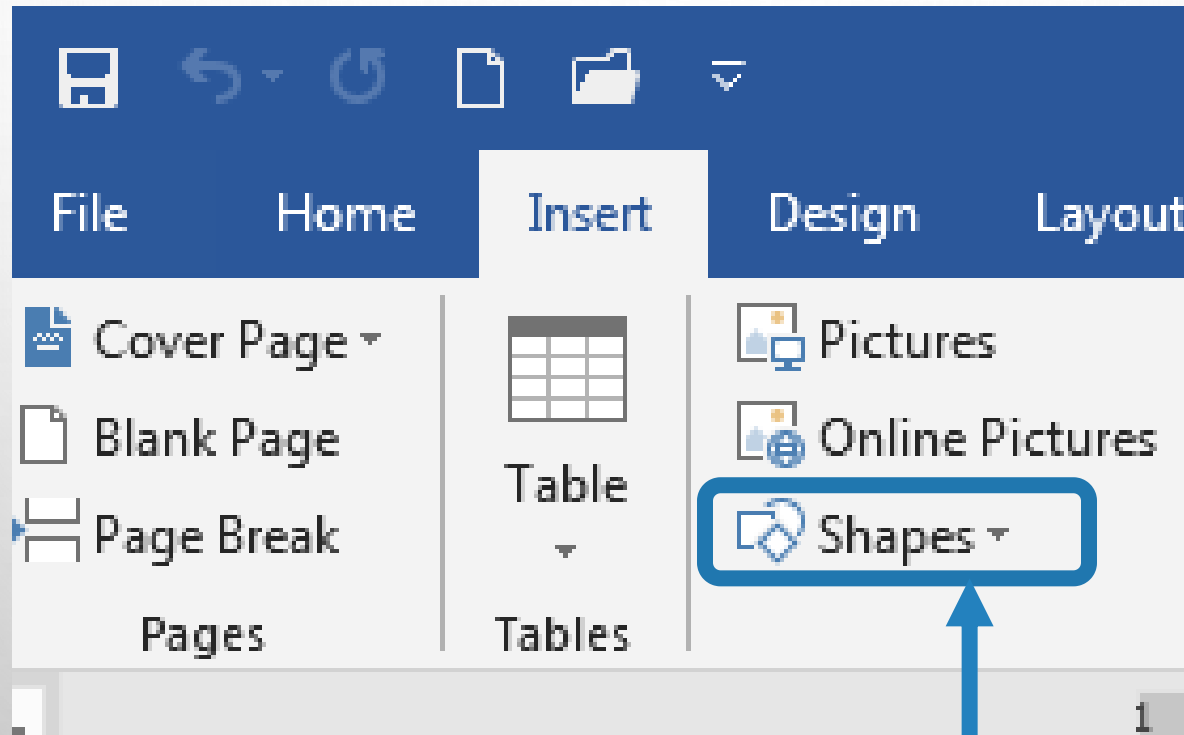 File Home Insert Design Layout
Cover Page
Blank Page
Page Break
Pages
Table
Tables
Pictures
Online Pictures
Shapes
1